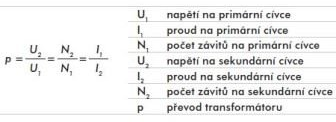 p = U₂/U₁ = N₂/N₁ = I₁/I₂
U₁ napětí na primární cívce
I₁ proud na primární cívce
N₁ počet závitů na primární cívce
U₂ napětí na sekundární cívce
I₂ proud na sekundární cívce
N₂ počet závitů na sekundární cívce
p převod transformátoru